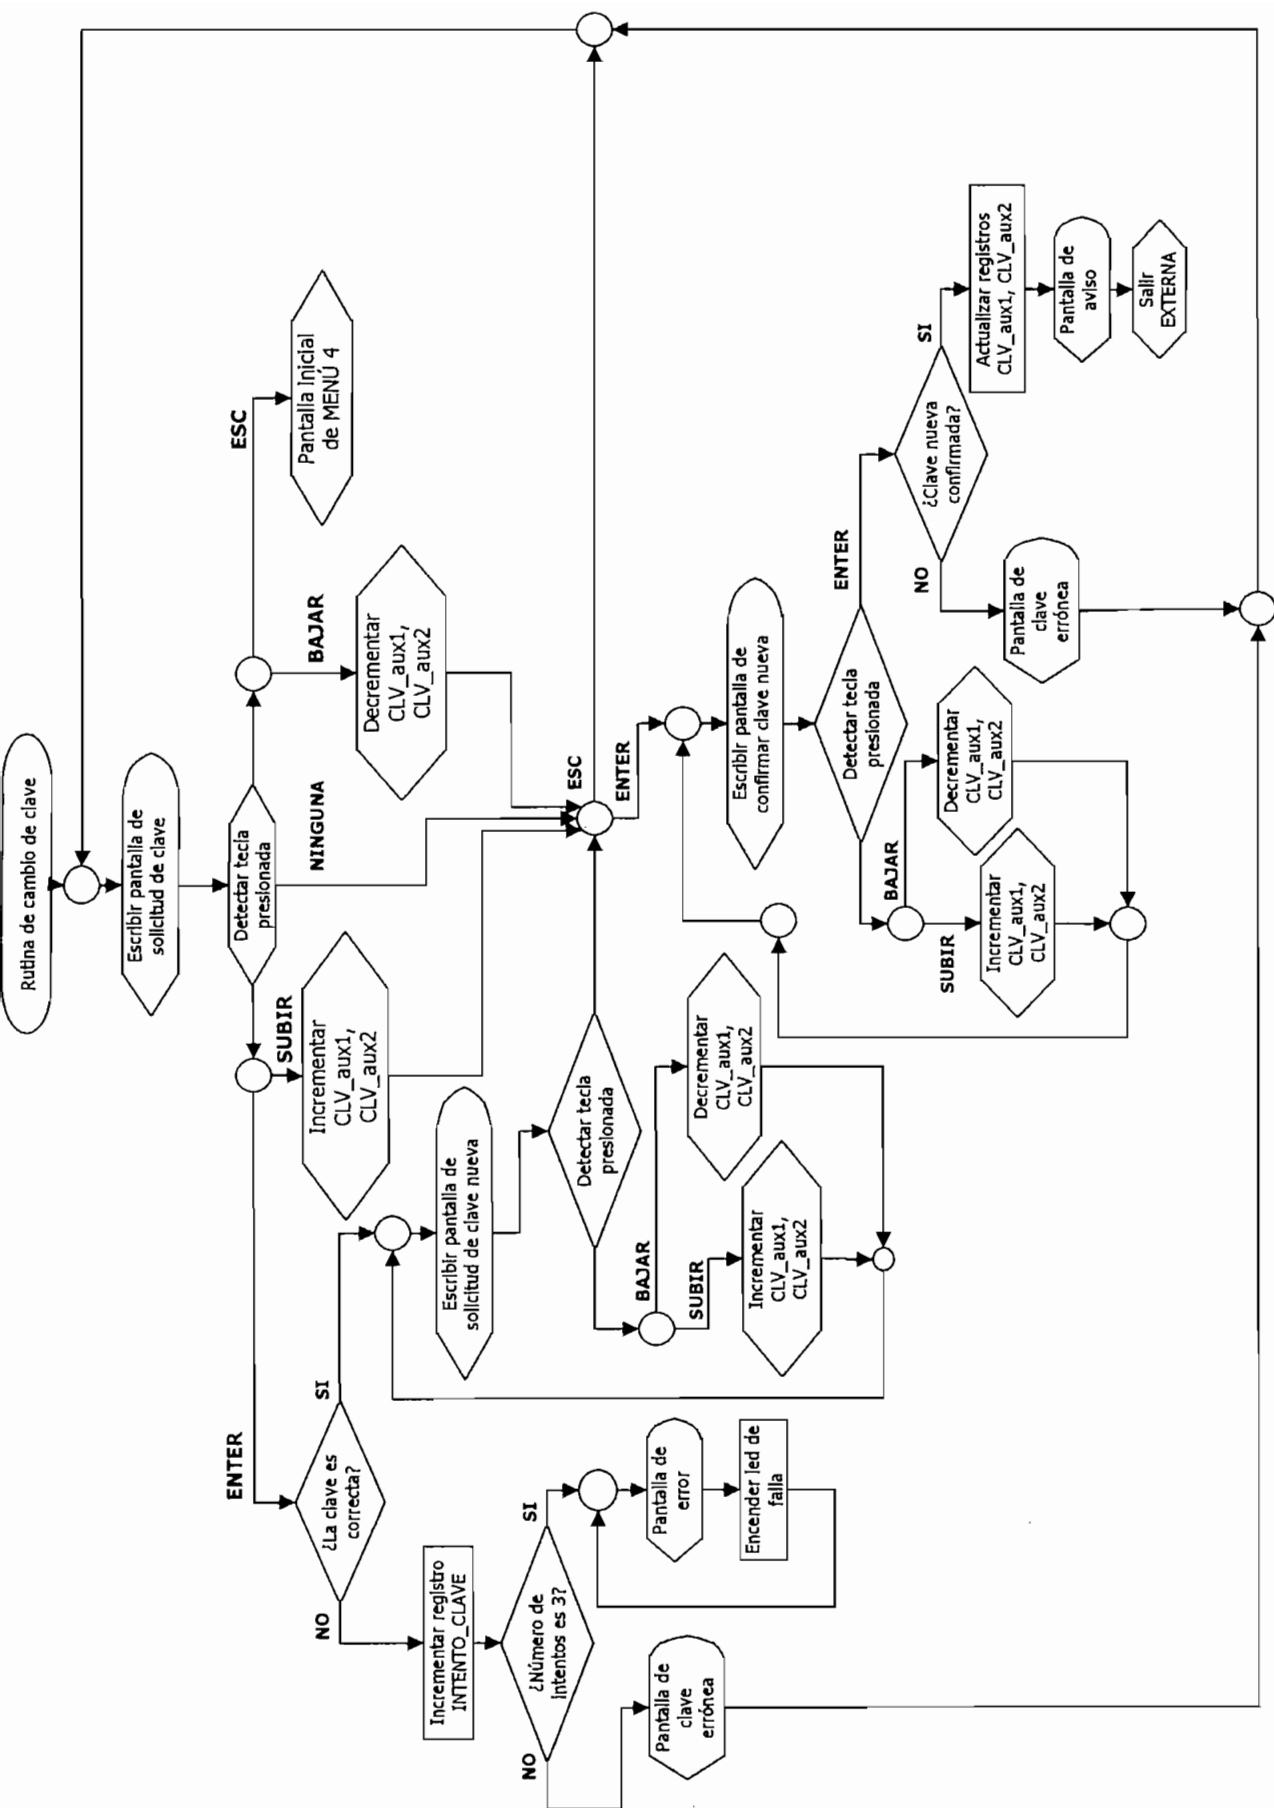 Rutina de cambio de clave
Escribir pantalla de
solicitud de clave
Detectar tecla
presionada
ESC
Pantalla Inicial
de MENÚ 4
BAJAR
Decrementar
CLV_aux1,
CLV_aux2
NINGUNA
SUBIR
Incrementar
CLV_aux1,
CLV_aux2
ENTER
¿La clave es
correcta?
SI
NO
Escribir pantalla de
solicitud de clave nueva
Detectar tecla
presionada
ESC
ENTER
BAJAR
Decrementar
CLV_aux1,
CLV_aux2
SUBIR
Incrementar
CLV_aux1,
CLV_aux2
Incrementar registro
INTENTO_CLAVE
¿Número de
intentos es 3?
SI
Pantalla de
error
Encender led de
falla
NO
Pantalla de
clave
errónea
Escribir pantalla de
confirmar clave nueva
Detectar tecla
presionada
BAJAR
Decrementar
CLV_aux1,
CLV_aux2
SUBIR
Incrementar
CLV_aux1,
CLV_aux2
ENTER
¿Clave nueva
confirmada?
NO
Pantalla de
clave
errónea
SI
Actualizar registros
CLV_aux1, CLV_aux2
Pantalla de
aviso
Salir
EXTERNA